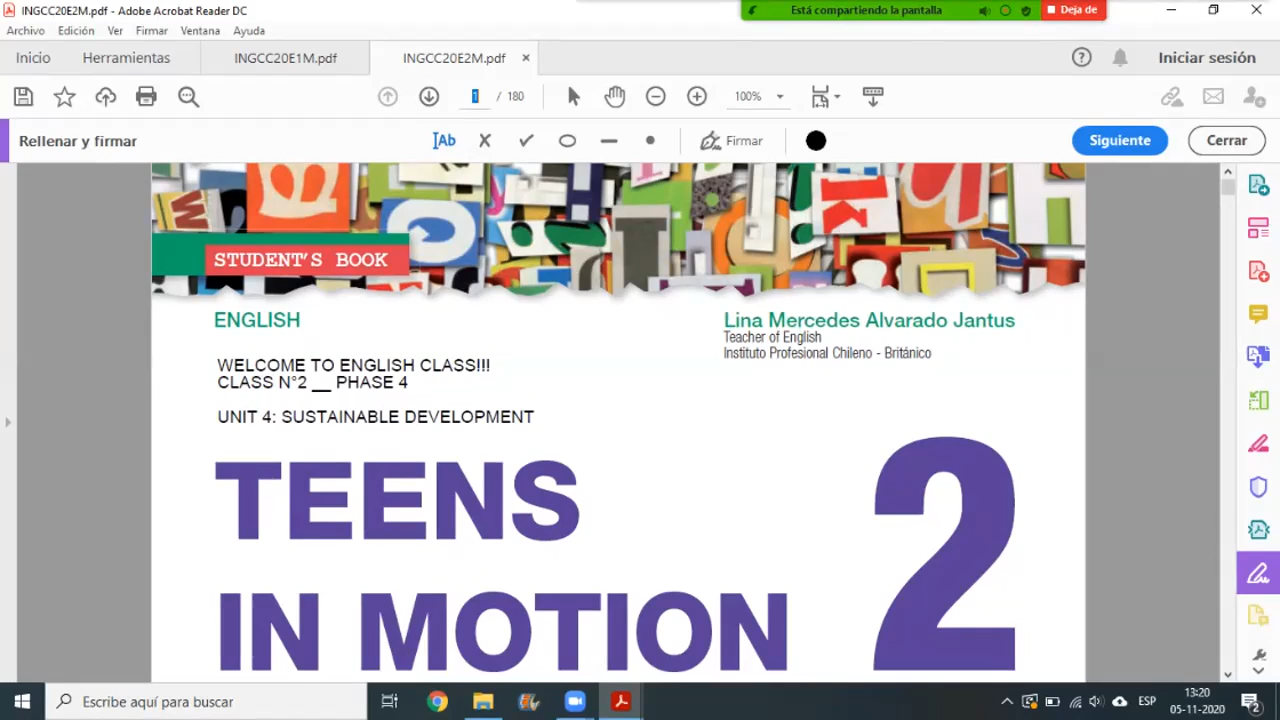 INGCC20E2M.pdf - Adobe Acrobat Reader DC
Está compartiendo la pantalla
Deja de
Archivo Edición Ver Firmar Ventana Ayuda
Inicio Herramientas INGCC20E1M.pdf INGCC20E2M.pdf × Iniciar sesión
1 / 180 100%
Rellenar y firmar Ab Firmar Siguiente Cerrar
STUDENT'S BOOK
ENGLISH
Lina Mercedes Alvarado Jantus
Teacher of English
Instituto Profesional Chileno - Británico
WELCOME TO ENGLISH CLASS!!!
CLASS N°2 __ PHASE 4
UNIT 4: SUSTAINABLE DEVELOPMENT
TEENS
IN MOTION
2
Escribe aquí para buscar
ESP
13:20
05-11-2020
2